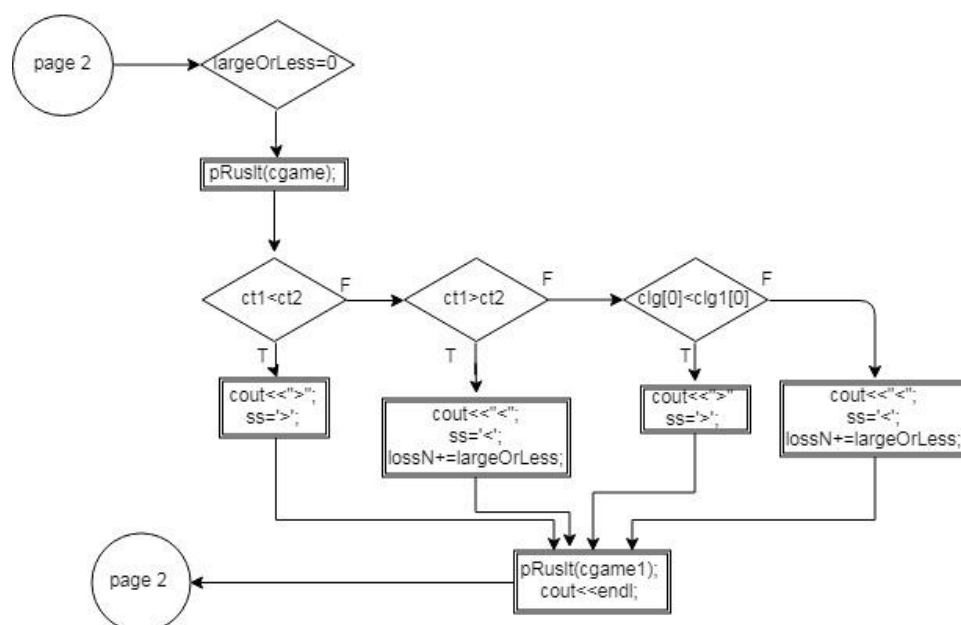 page 2
largeOrLess=0
pRuslt(cgame);
ct1<ct2
F
ct1>ct2
F
clg[0]<clg1[0]
F
T
T
T
cout<<">";
ss='>';
cout<<"<";
ss='<';
lossN+=largeOrLess;
cout<<">"
ss='>';
cout<<"<";
ss='<';
lossN+=largeOrLess;
page 2
pRuslt(cgame1);
cout<<endl;